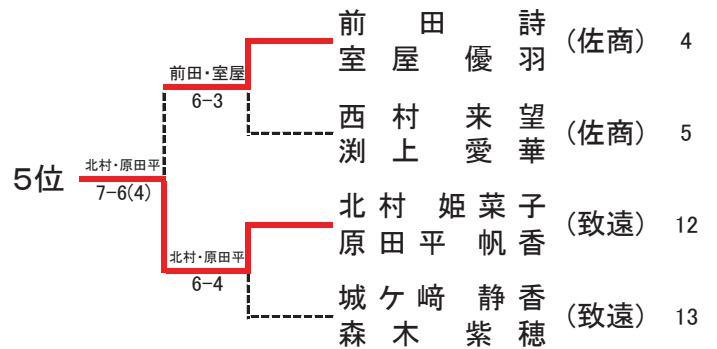 前田 詩
室屋 優羽
(佐商) 4
前田・室屋
6-3
西村 来望
渕上 愛華
(佐商) 5
5位
北村・原田平
7-6(4)
北村 姫菜子
原田平 帆香
(致遠) 12
北村・原田平
6-4
城ケ﨑 静香
森木 紫穂
(致遠) 13